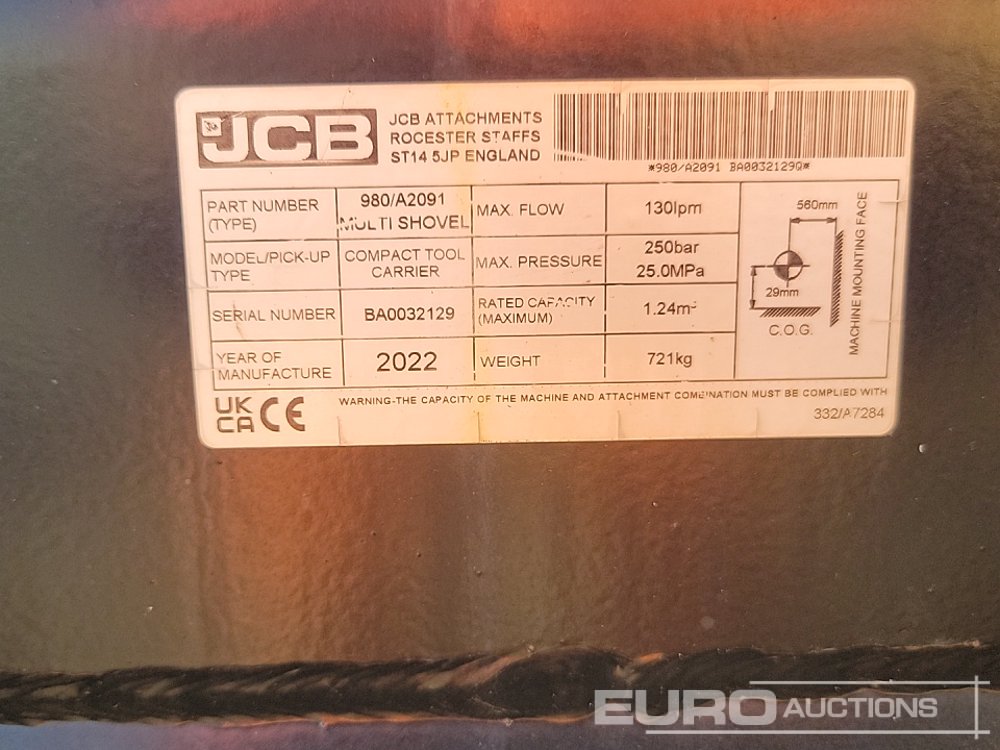 JCB
JCB ATTACHMENTS
ROCESTER STAFFS
ST14 5JP ENGLAND
*980/A2091 BA0032129Q*
PART NUMBER
(TYPE)
980/A2091
MULTI SHOVEL
MAX. FLOW
130lpm
MODEL/PICK-UP
TYPE
COMPACT TOOL
CARRIER
MAX. PRESSURE
250bar
25.0MPa
SERIAL NUMBER
BA0032129
RATED CAPACITY
(MAXIMUM)
1.24m³
YEAR OF
MANUFACTURE
2022
WEIGHT
721kg
560mm
29mm
C.O.G.
MACHINE MOUNTING FACE
UK
CA CE
WARNING-THE CAPACITY OF THE MACHINE AND ATTACHMENT COMBINATION MUST BE COMPLIED WITH
332/A7284
EURO AUCTIONS